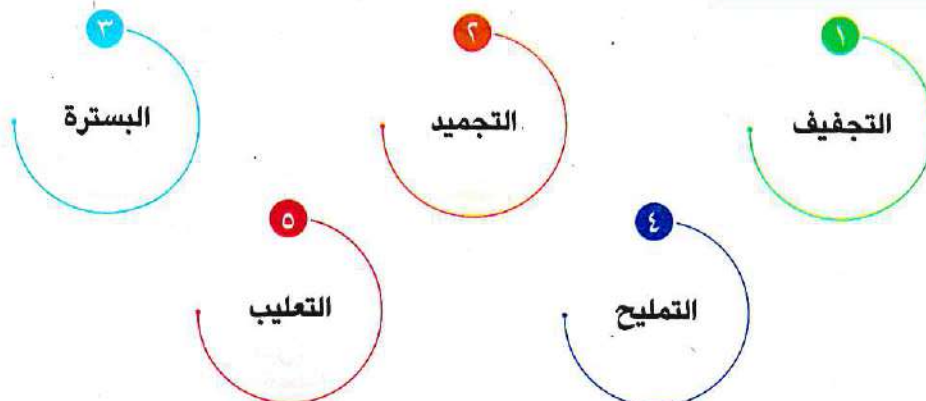 ١
التجفيف
٢
التجميد
٣
البسترة
٤
التمليح
٥
التعليب